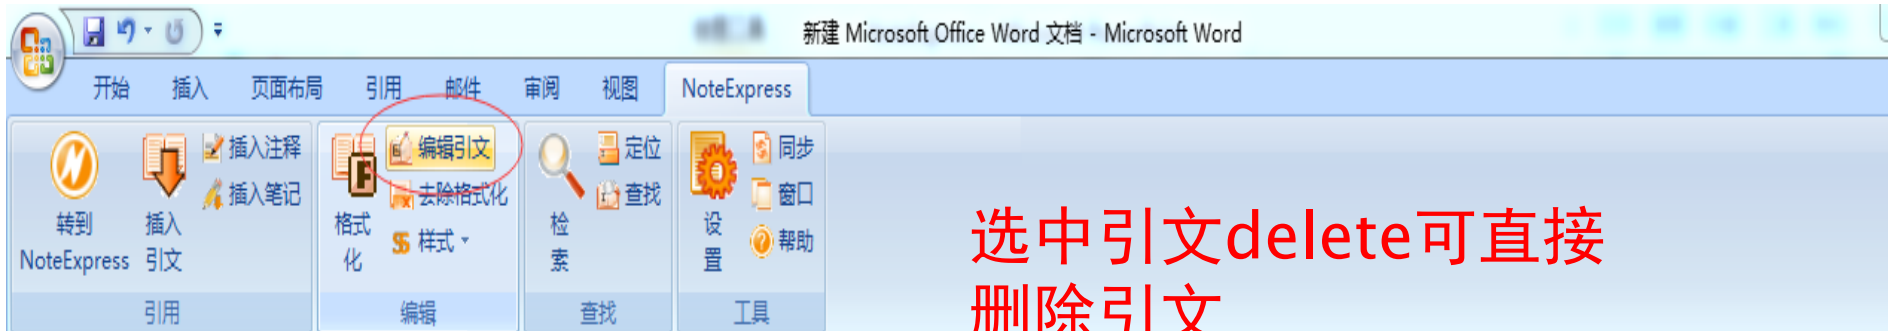 新建 Microsoft Office Word 文档 - Microsoft Word
开始 插入 页面布局 引用 邮件 审阅 视图 NoteExpress
转到 NoteExpress
插入 引文
插入注释
插入笔记
格式化
编辑引文
去除格式化
样式
检索
定位
查找
设置
同步
窗口
帮助
引用 编辑 查找 工具
选中引文delete可直接
删除引文